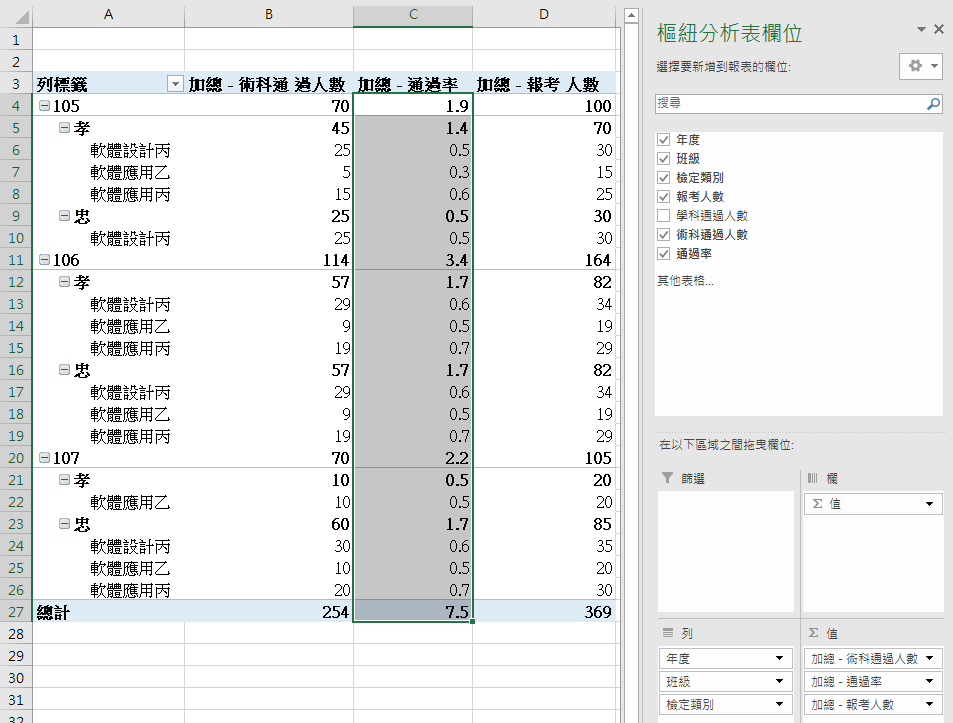 A B C D
1
2
3 列標籤 加總 - 術科通 過人數 加總 - 通過率 加總 - 報考 人數
4 105 70 1.9 100
5 孝 45 1.4 70
6 軟體設計丙 25 0.5 30
7 軟體應用乙 5 0.3 15
8 軟體應用丙 15 0.6 25
9 忠 25 0.5 30
10 軟體設計丙 25 0.5 30
11 106 114 3.4 164
12 孝 57 1.7 82
13 軟體設計丙 29 0.6 34
14 軟體應用乙 9 0.5 19
15 軟體應用丙 19 0.7 29
16 忠 57 1.7 82
17 軟體設計丙 29 0.6 34
18 軟體應用乙 9 0.5 19
19 軟體應用丙 19 0.7 29
20 107 70 2.2 105
21 孝 10 0.5 20
22 軟體應用乙 10 0.5 20
23 忠 60 1.7 85
24 軟體設計丙 30 0.6 35
25 軟體應用乙 10 0.5 20
26 軟體應用丙 20 0.7 30
27 總計 254 7.5 369
28
29
30
31
32
樞紐分析表欄位
選擇要新增到報表的欄位:
搜尋
年度
班級
檢定類別
報考人數
學科通過人數
術科通過人數
通過率
其他表格...
在以下區域之間拖曳欄位:
篩選
欄
Σ 值
列
年度
班級
檢定類別
Σ 值
加總 - 術科通過人數
加總 - 通過率
加總 - 報考人數